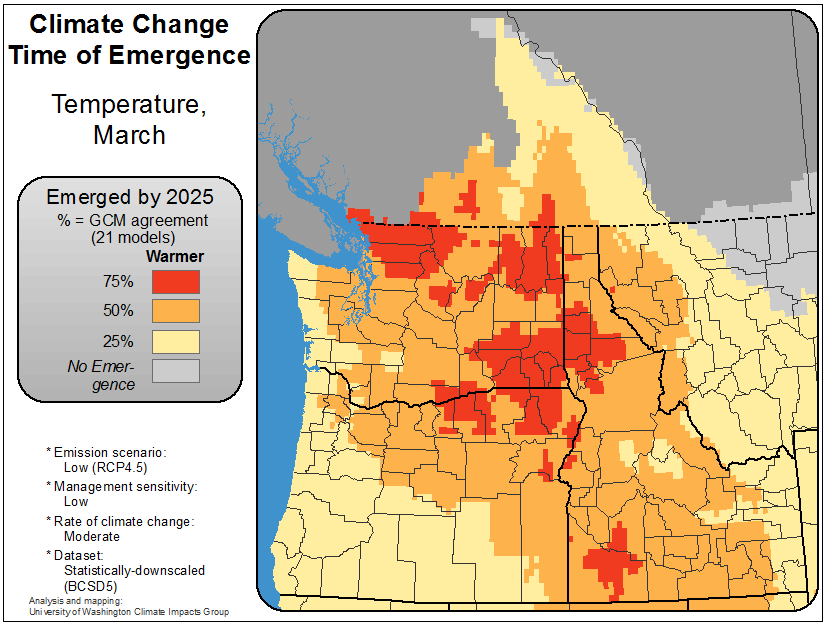 Climate Change
Time of Emergence
Temperature,
March
Emerged by 2025
% = GCM agreement
(21 models)
Warmer
75%
50%
25%
No Emer-
gence
* Emission scenario:
Low (RCP4.5)
* Management sensitivity:
Low
* Rate of climate change:
Moderate
* Dataset:
Statistically-downscaled
(BCSD5)
Analysis and mapping:
University of Washington Climate Impacts Group